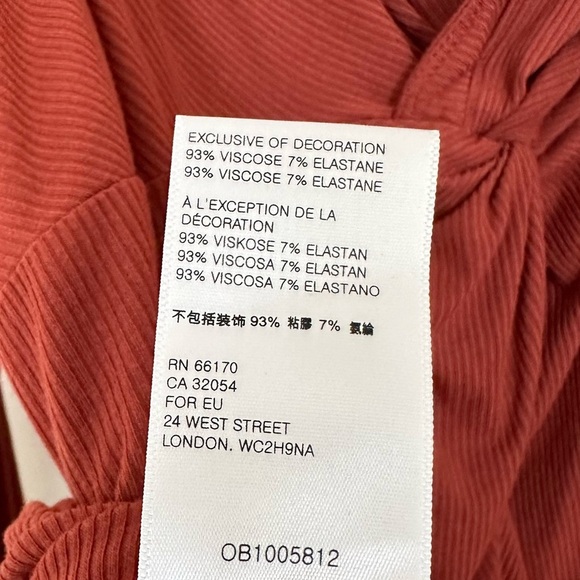 EXCLUSIVE OF DECORATION
93% VISCOSE 7% ELASTANE
93% VISCOSE 7% ELASTANE
À L'EXCEPTION DE LA
DÉCORATION
93% VISKOSE 7% ELASTAN
93% VISCOSA 7% ELASTAN
93% VISCOSA 7% ELASTANO
不包括装饰 93% 粘膠 7% 氨綸
RN 66170
CA 32054
FOR EU
24 WEST STREET
LONDON. WC2H9NA
OB1005812